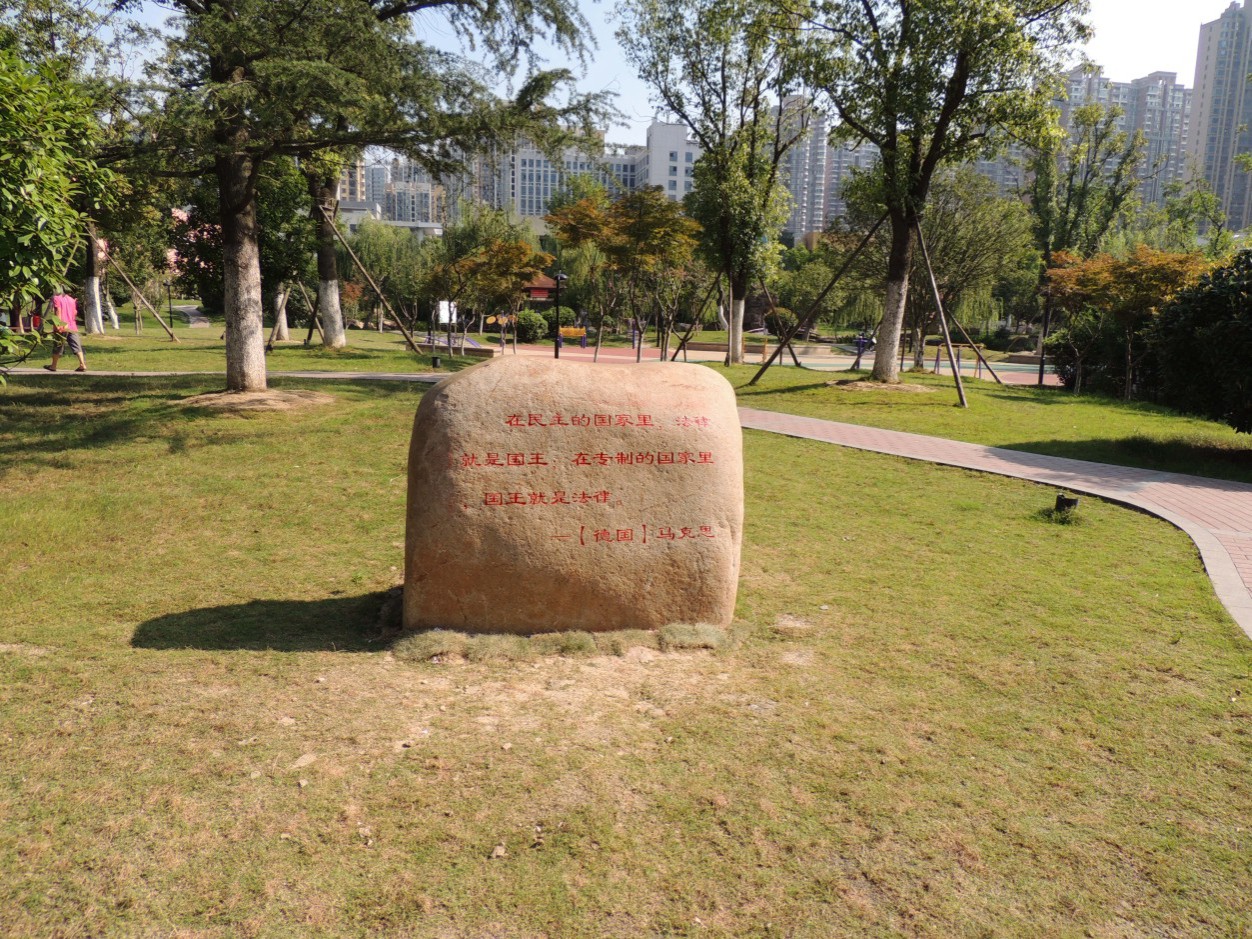 在民主的国家里，法律
就是国王；在专制的国家里
国王就是法律。
—【德国】马克思